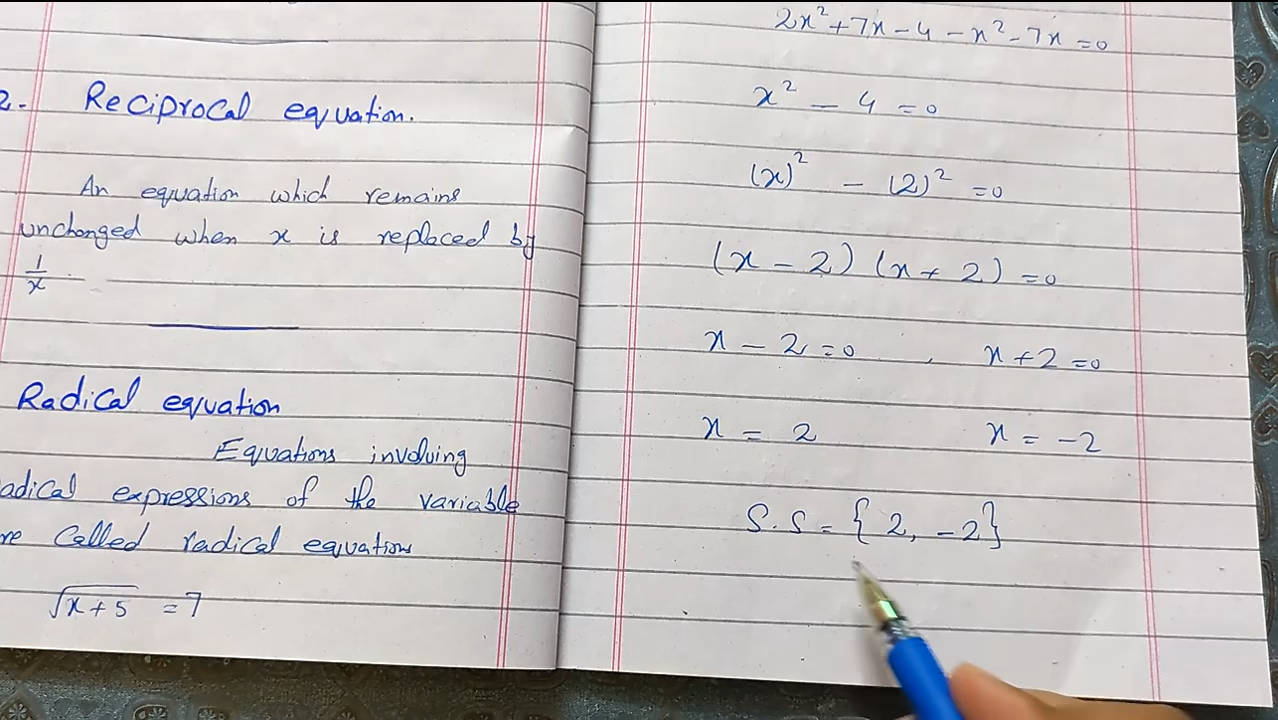 2. Reciprocal equation.
An equation which remains
unchanged when x is replaced by
1/x
Radical equation
Equations involving
adical expressions of the variable
re Called radical equations
√x+5 = 7
2x²+7x-4-x²-7x=0
x² - 4 = 0
(x)² - (2)² = 0
(x - 2) (x + 2) = 0
x - 2 = 0 , x + 2 = 0
x = 2 x = -2
S.S = { 2, -2}